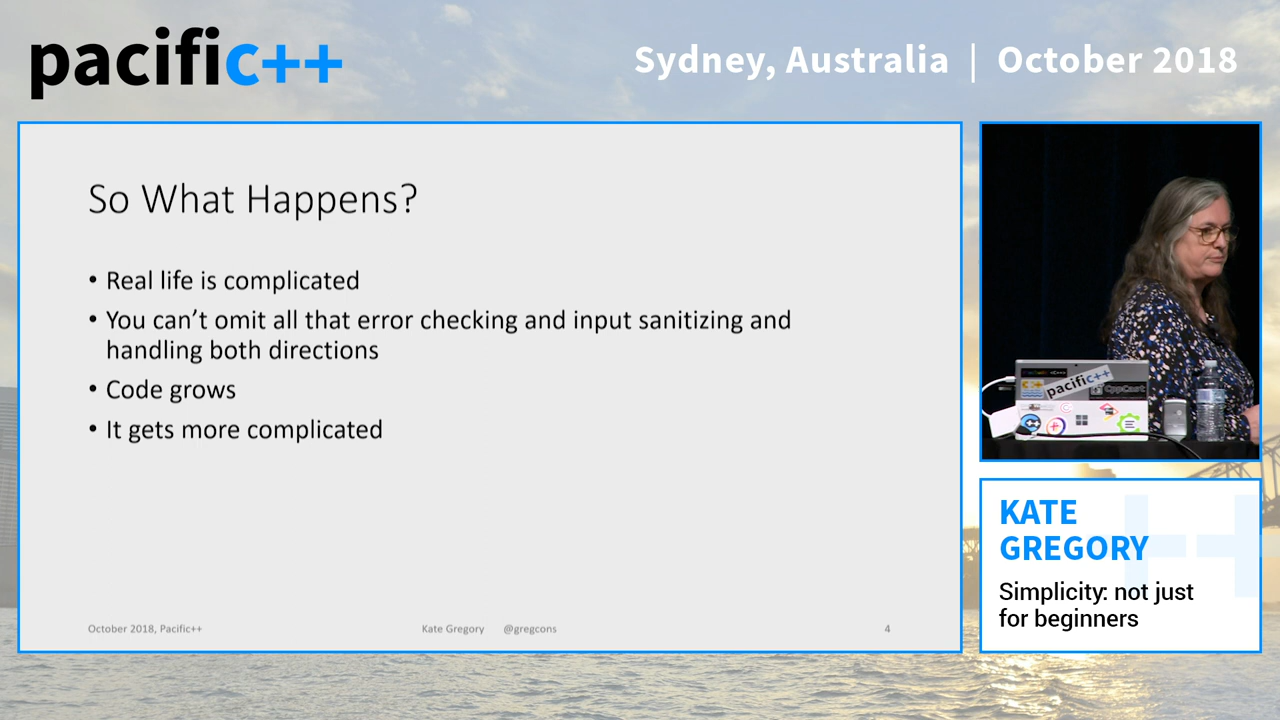 pacific++
Sydney, Australia | October 2018
So What Happens?
• Real life is complicated
• You can’t omit all that error checking and input sanitizing and
handling both directions
• Code grows
• It gets more complicated
October 2018, Pacific++
Kate Gregory
@gregcons
4
pacific++
CppCast
KATE
GREGORY
Simplicity: not just
for beginners